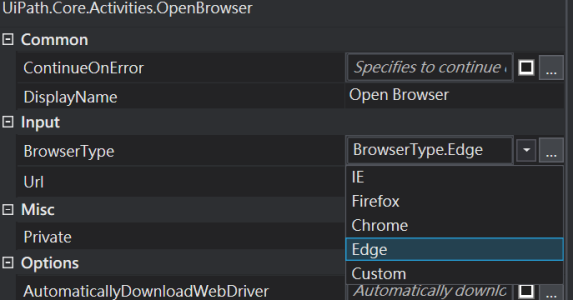 UiPath.Core.Activities.OpenBrowser
Common
ContinueOnError Specifies to continue ...
DisplayName Open Browser
Input
BrowserType BrowserType.Edge ...
Url IE
Firefox
Misc
Chrome
Private
Edge
Options
Custom
AutomaticallyDownloadWebDriver Automatically downlo ...